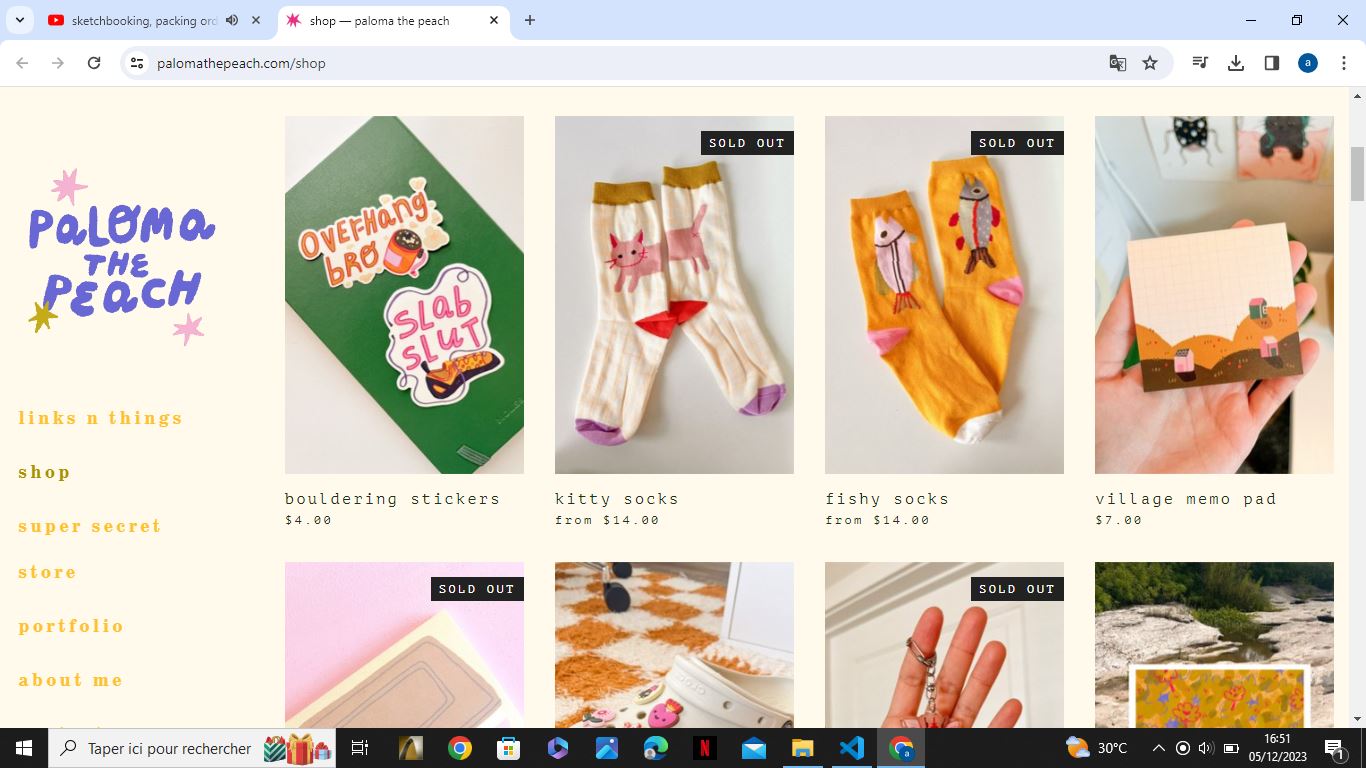 sketchbooking, packing ord
shop — paloma the peach
palomathepeach.com/shop
a
PALOMA
THE
PEACH
links n things
shop
super secret
store
portfolio
about me
OVERHANG
BRO
SLAB
SLUT
bouldering stickers
$4.00
SOLD OUT
kitty socks
from $14.00
SOLD OUT
fishy socks
from $14.00
village memo pad
$7.00
SOLD OUT
SOLD OUT
Taper ici pour rechercher
N
a
30°C
16:51
05/12/2023
1